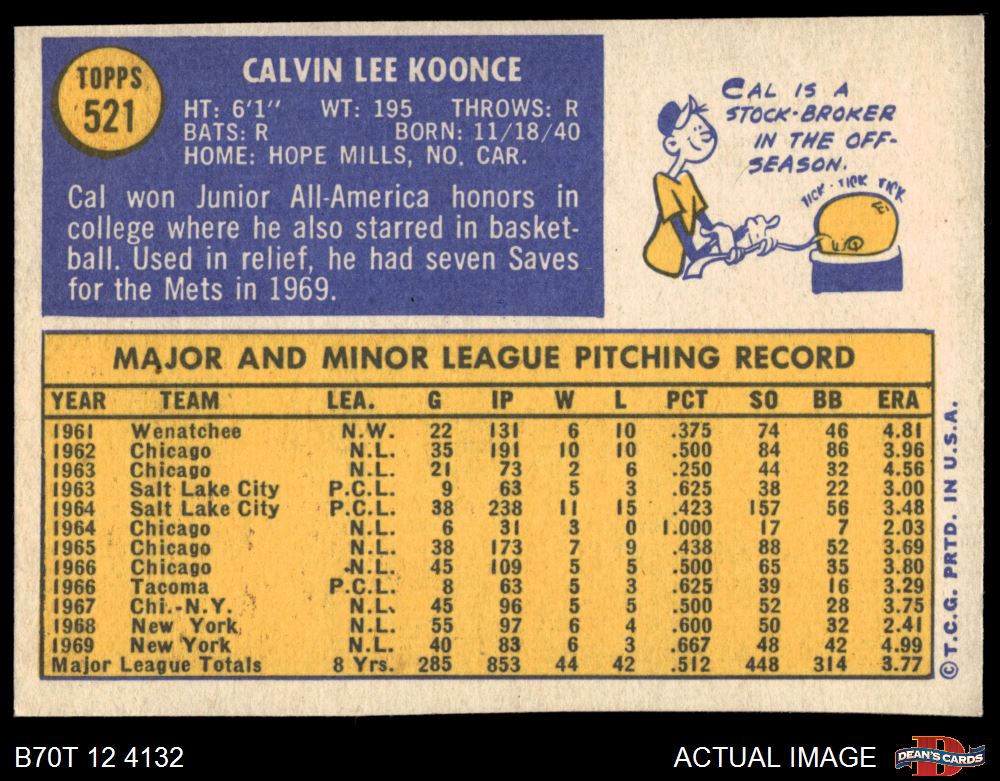 TOPPS
521
CALVIN LEE KOONCE
HT: 6'1" WT: 195 THROWS: R
BATS: R BORN: 11/18/40
HOME: HOPE MILLS, NO. CAR.
Cal won Junior All-America honors in
college where he also starred in basket-
ball. Used in relief, he had seven Saves
for the Mets in 1969.
CAL IS A
STOCK-BROKER
IN THE OFF-
SEASON.
TICK - TICK TICK
MAJOR AND MINOR LEAGUE PITCHING RECORD
YEAR TEAM LEA. G IP W L PCT SO BB ERA
1961 Wenatchee N.W. 22 131 6 10 .375 74 46 4.81
1962 Chicago N.L. 35 191 10 10 .500 84 86 3.96
1963 Chicago N.L. 21 73 2 6 .250 44 32 4.56
1963 Salt Lake City P.C.L. 9 63 5 3 .625 38 22 3.00
1964 Salt Lake City P.C.L. 38 238 11 15 .423 157 56 3.48
1964 Chicago N.L. 6 31 3 0 1.000 17 7 2.03
1965 Chicago N.L. 38 173 7 9 .438 88 52 3.69
1966 Chicago N.L. 45 109 5 5 .500 65 35 3.80
1966 Tacoma P.C.L. 8 63 5 3 .625 39 16 3.29
1967 Chi.-N.Y. N.L. 45 96 5 5 .500 52 28 3.75
1968 New York N.L. 55 97 6 4 .600 50 32 2.41
1969 New York N.L. 40 83 6 3 .667 48 42 4.99
Major League Totals 8 Yrs. 285 853 44 42 .512 448 314 3.77
© T.C.G. PRTD. IN U.S.A.
B70T 12 4132
ACTUAL IMAGE
D
DEAN'S CARDS